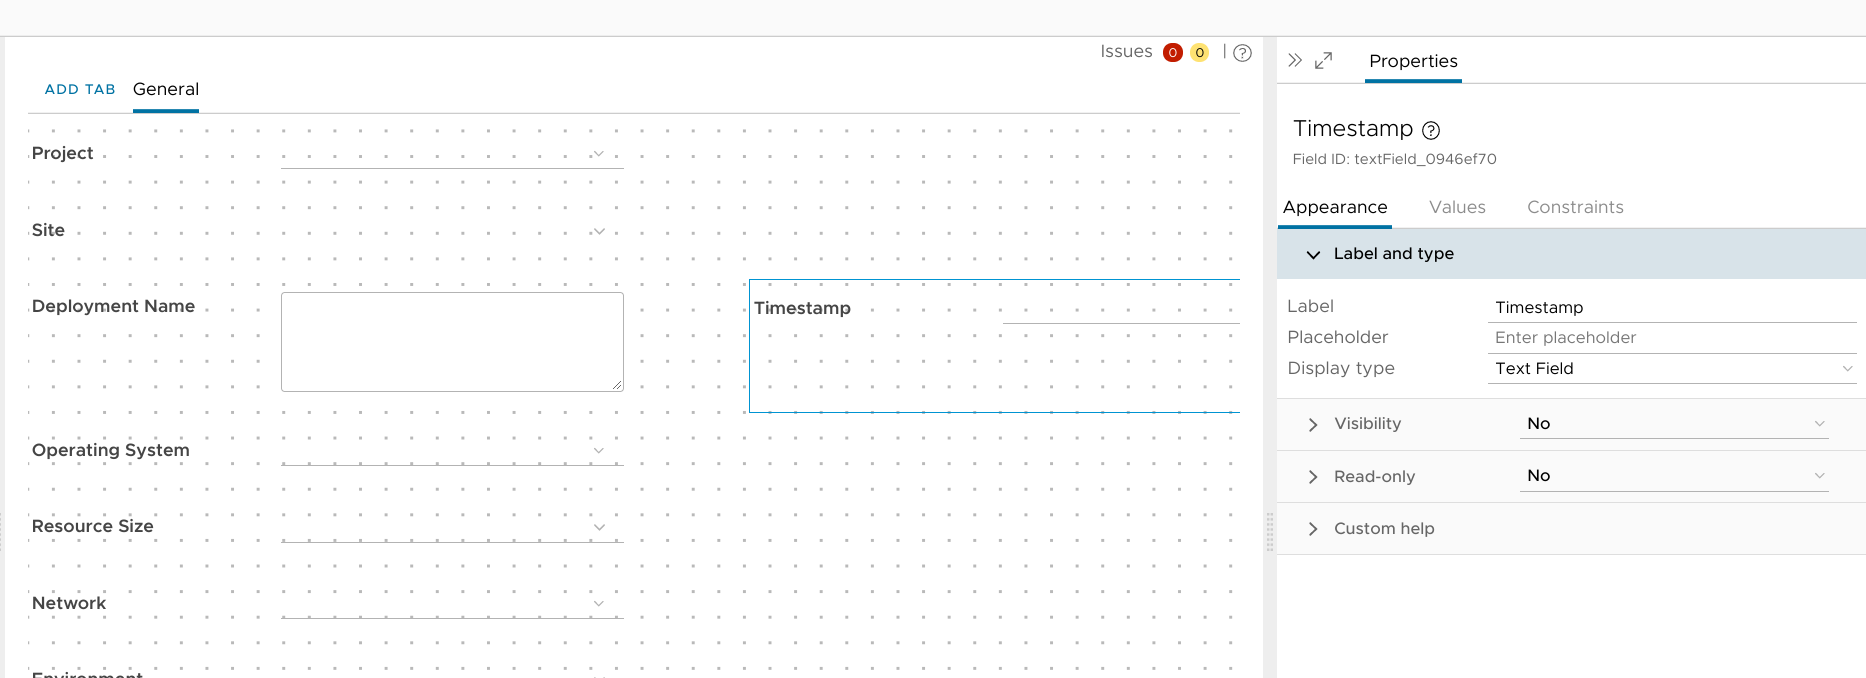 Issues 0 0 | ?
ADD TAB General
Project
Site
Deployment Name
Timestamp
Operating System
Resource Size
Network
Environment
Properties
Timestamp ?
Field ID: textField_0946ef70
Appearance Values Constraints
Label and type
Label Timestamp
Placeholder Enter placeholder
Display type Text Field
Visibility No
Read-only No
Custom help